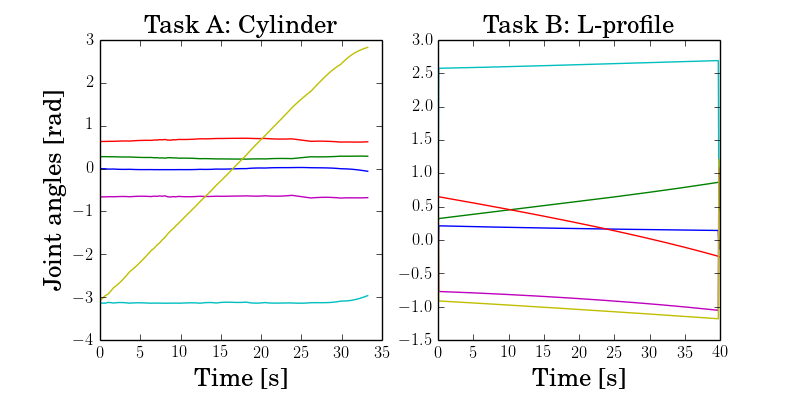 Task A: Cylinder
Task B: L-profile
Joint angles [rad]
3
2
1
0
−1
−2
−3
−4
0 5 10 15 20 25 30 35
Time [s]
3.0
2.5
2.0
1.5
1.0
0.5
0.0
−0.5
−1.0
−1.5
0 5 10 15 20 25 30 35 40
Time [s]